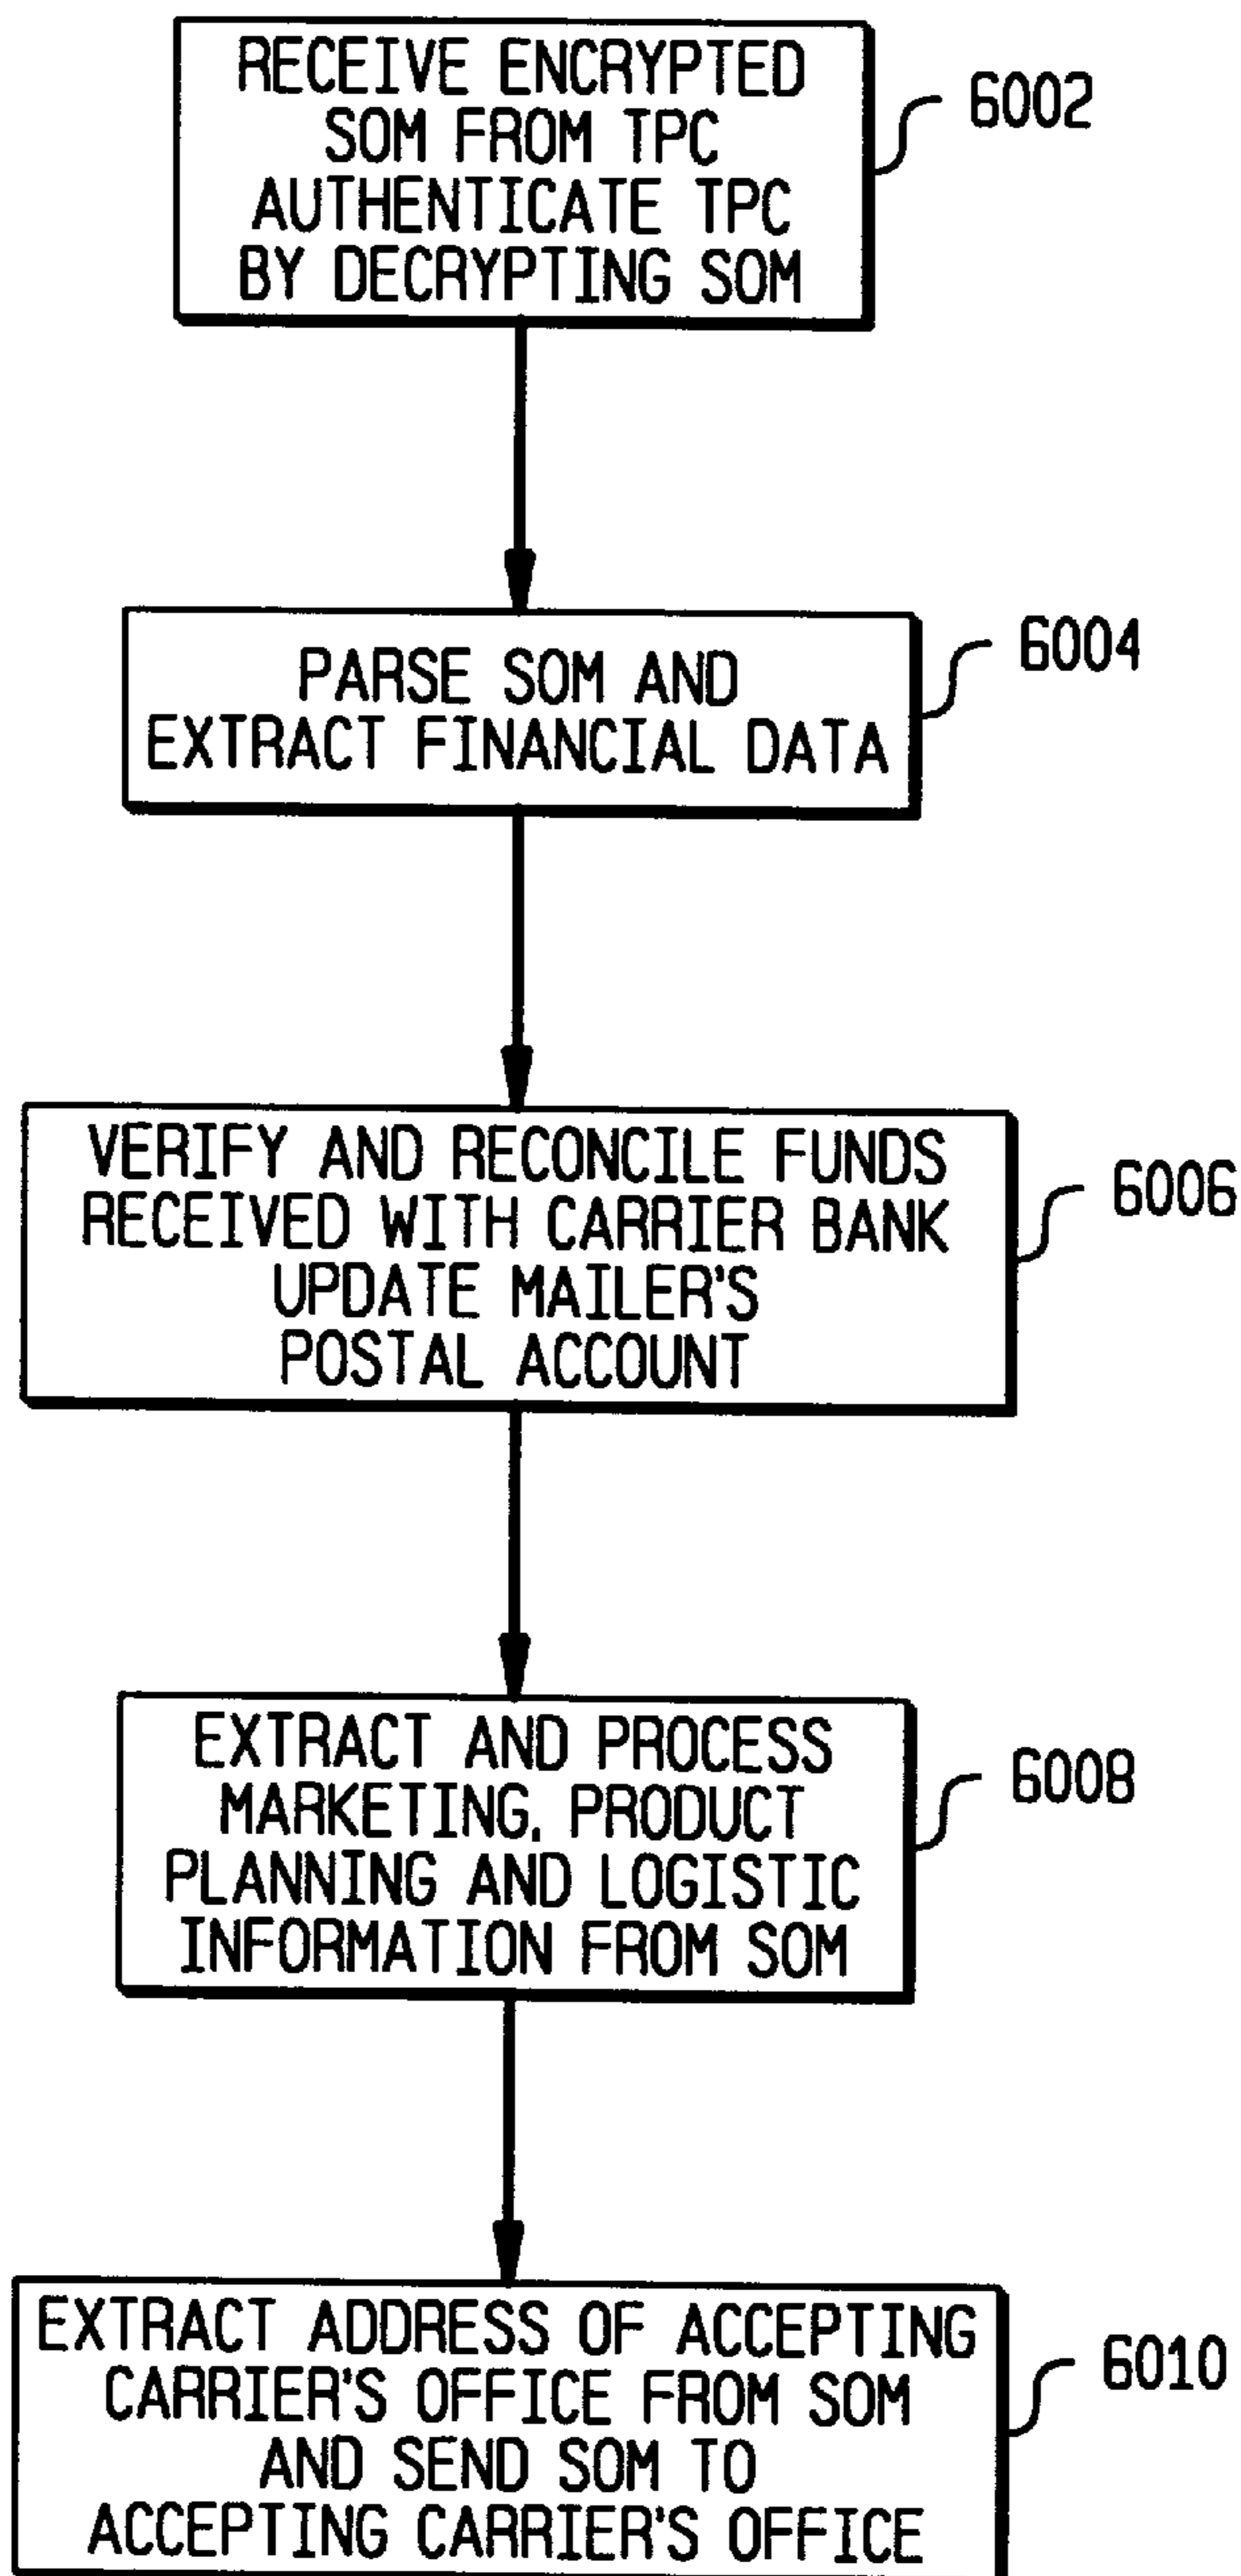 RECEIVE ENCRYPTED
SOM FROM TPC
AUTHENTICATE TPC
BY DECRYPTING SOM
6002
PARSE SOM AND
EXTRACT FINANCIAL DATA
6004
VERIFY AND RECONCILE FUNDS
RECEIVED WITH CARRIER BANK
UPDATE MAILER'S
POSTAL ACCOUNT
6006
EXTRACT AND PROCESS
MARKETING, PRODUCT
PLANNING AND LOGISTIC
INFORMATION FROM SOM
6008
EXTRACT ADDRESS OF ACCEPTING
CARRIER'S OFFICE FROM SOM
AND SEND SOM TO
ACCEPTING CARRIER'S OFFICE
6010